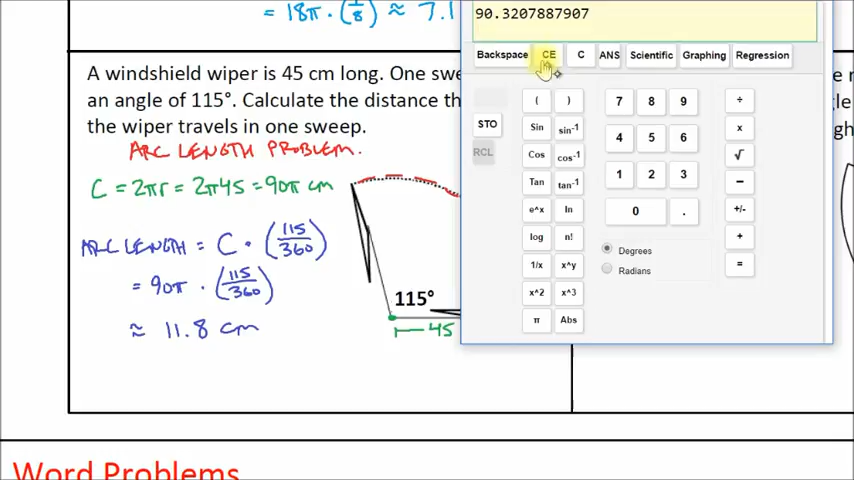 = 18π · (1/8) ≈ 7.1
A windshield wiper is 45 cm long. One swe
an angle of 115°. Calculate the distance th
the wiper travels in one sweep.
ARC LENGTH PROBLEM.
C = 2πr = 2π45 = 90π cm
ARC LENGTH = C · (115/360)
= 90π · (115/360)
≈ 11.8 cm
115°
45
Word Problems
90.3207887907
Backspace CE C ANS Scientific Graphing Regression
( ) 7 8 9 ÷
STO Sin sin-1 4 5 6 x
RCL Cos cos-1 1 2 3 √
Tan tan-1 0 . −
e^x ln +/-
log n! +
1/x x^y =
x^2 x^3
π Abs
Degrees
Radians